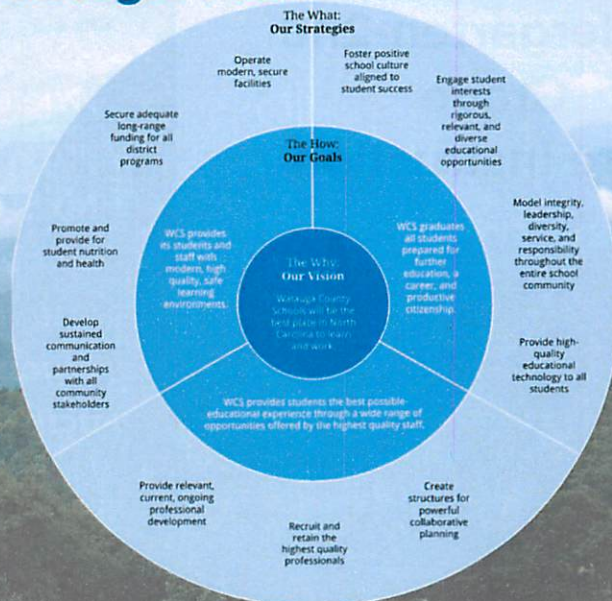 The What:
Our Strategies
Operate
modern, secure
facilities
Foster positive
school culture
aligned to
student success
Engage student
interests
through
rigorous,
relevant, and
diverse
educational
opportunities
Secure adequate
long-range
funding for all
district
programs
The How:
Our Goals
Model integrity,
leadership,
diversity,
service, and
responsibility
throughout the
entire school
community
Promote and
provide for
student nutrition
and health
WCS provides
its students and
staff with
modern, high
quality, safe
learning
environments.
WCS graduates
all students
prepared for
further
education, a
career, and
productive
citizenship.
The Why:
Our Vision
Watauga County
Schools will be the
best place in North
Carolina to learn
and work.
Develop
sustained
communication
and
partnerships
with all
community
stakeholders
Provide high-
quality
educational
technology to all
students
WCS provides students the best possible
educational experience through a wide range of
opportunities offered by the highest quality staff.
Provide relevant,
current, ongoing
professional
development
Recruit and
retain the
highest quality
professionals
Create
structures for
powerful
collaborative
planning